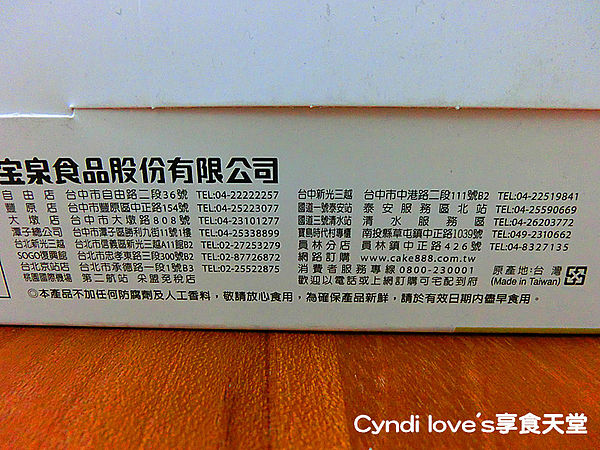 宝泉食品股份有限公司
自由店 台中市自由路二段36號 TEL:04-22222257
豐原店 台中市豐原區中正路154號 TEL:04-25223077
大墩店 台中市大墩路808號 TEL:04-23101277
潭子總公司 台中市潭子區勝利九街11號1樓 TEL:04-25338899
台北新光三越 台北市信義區新光三越A11館B2 TEL:02-27253279
SOGO復興館 台北市忠孝東路三段300號B2 TEL:02-87726872
台北京站店 台北市承德路一段1號B3 TEL:02-25522875
桃園國際機場 第二航站 采盟免稅店
台中新光三越 台中市中港路二段111號B2 TEL:04-22519841
國道一號泰安站 泰安服務區北站 TEL:04-25590669
國道三號清水站 清水服務區 TEL:04-26203772
寶島時代村專櫃 南投縣草屯鎮中正路1039號 TEL:049-2310662
員林分店 員林鎮中正路426號 TEL:04-8327135
網路訂購 www.cake888.com.tw
消費者服務專線 0800-230001
歡迎以電話或上網訂購可宅配到府
原產地:台灣
(Made in Taiwan)
◎本產品不加任何防腐劑及人工香料，敬請放心食用，為確保產品新鮮，請於有效日期內儘早食用。
Cyndi love's享食天堂